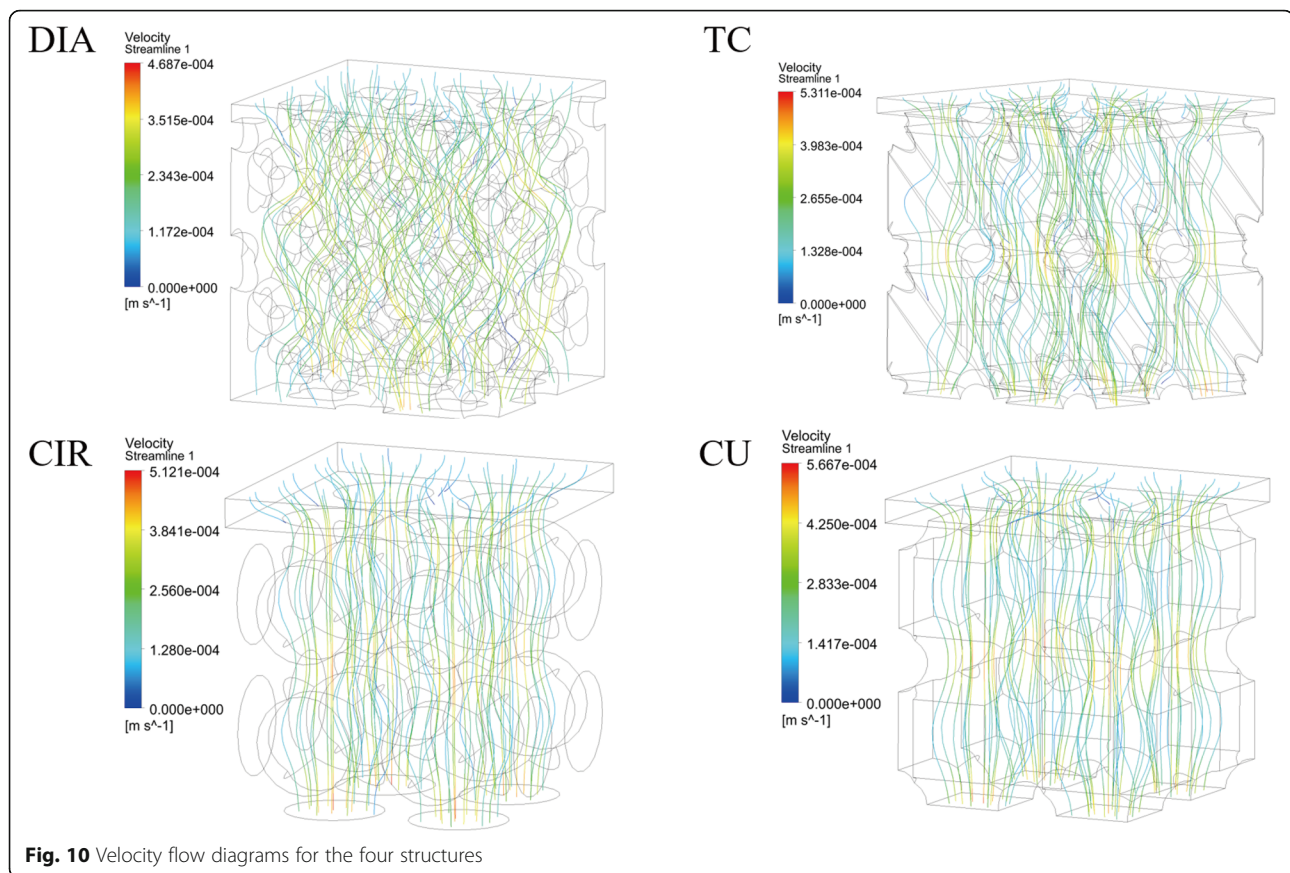 DIA
Velocity
Streamline 1
4.687e-004
3.515e-004
2.343e-004
1.172e-004
0.000e+000
[m s^-1]
TC
Velocity
Streamline 1
5.311e-004
3.983e-004
2.655e-004
1.328e-004
0.000e+000
[m s^-1]
CIR
Velocity
Streamline 1
5.121e-004
3.841e-004
2.560e-004
1.280e-004
0.000e+000
[m s^-1]
CU
Velocity
Streamline 1
5.667e-004
4.250e-004
2.833e-004
1.417e-004
0.000e+000
[m s^-1]
Fig. 10 Velocity flow diagrams for the four structures